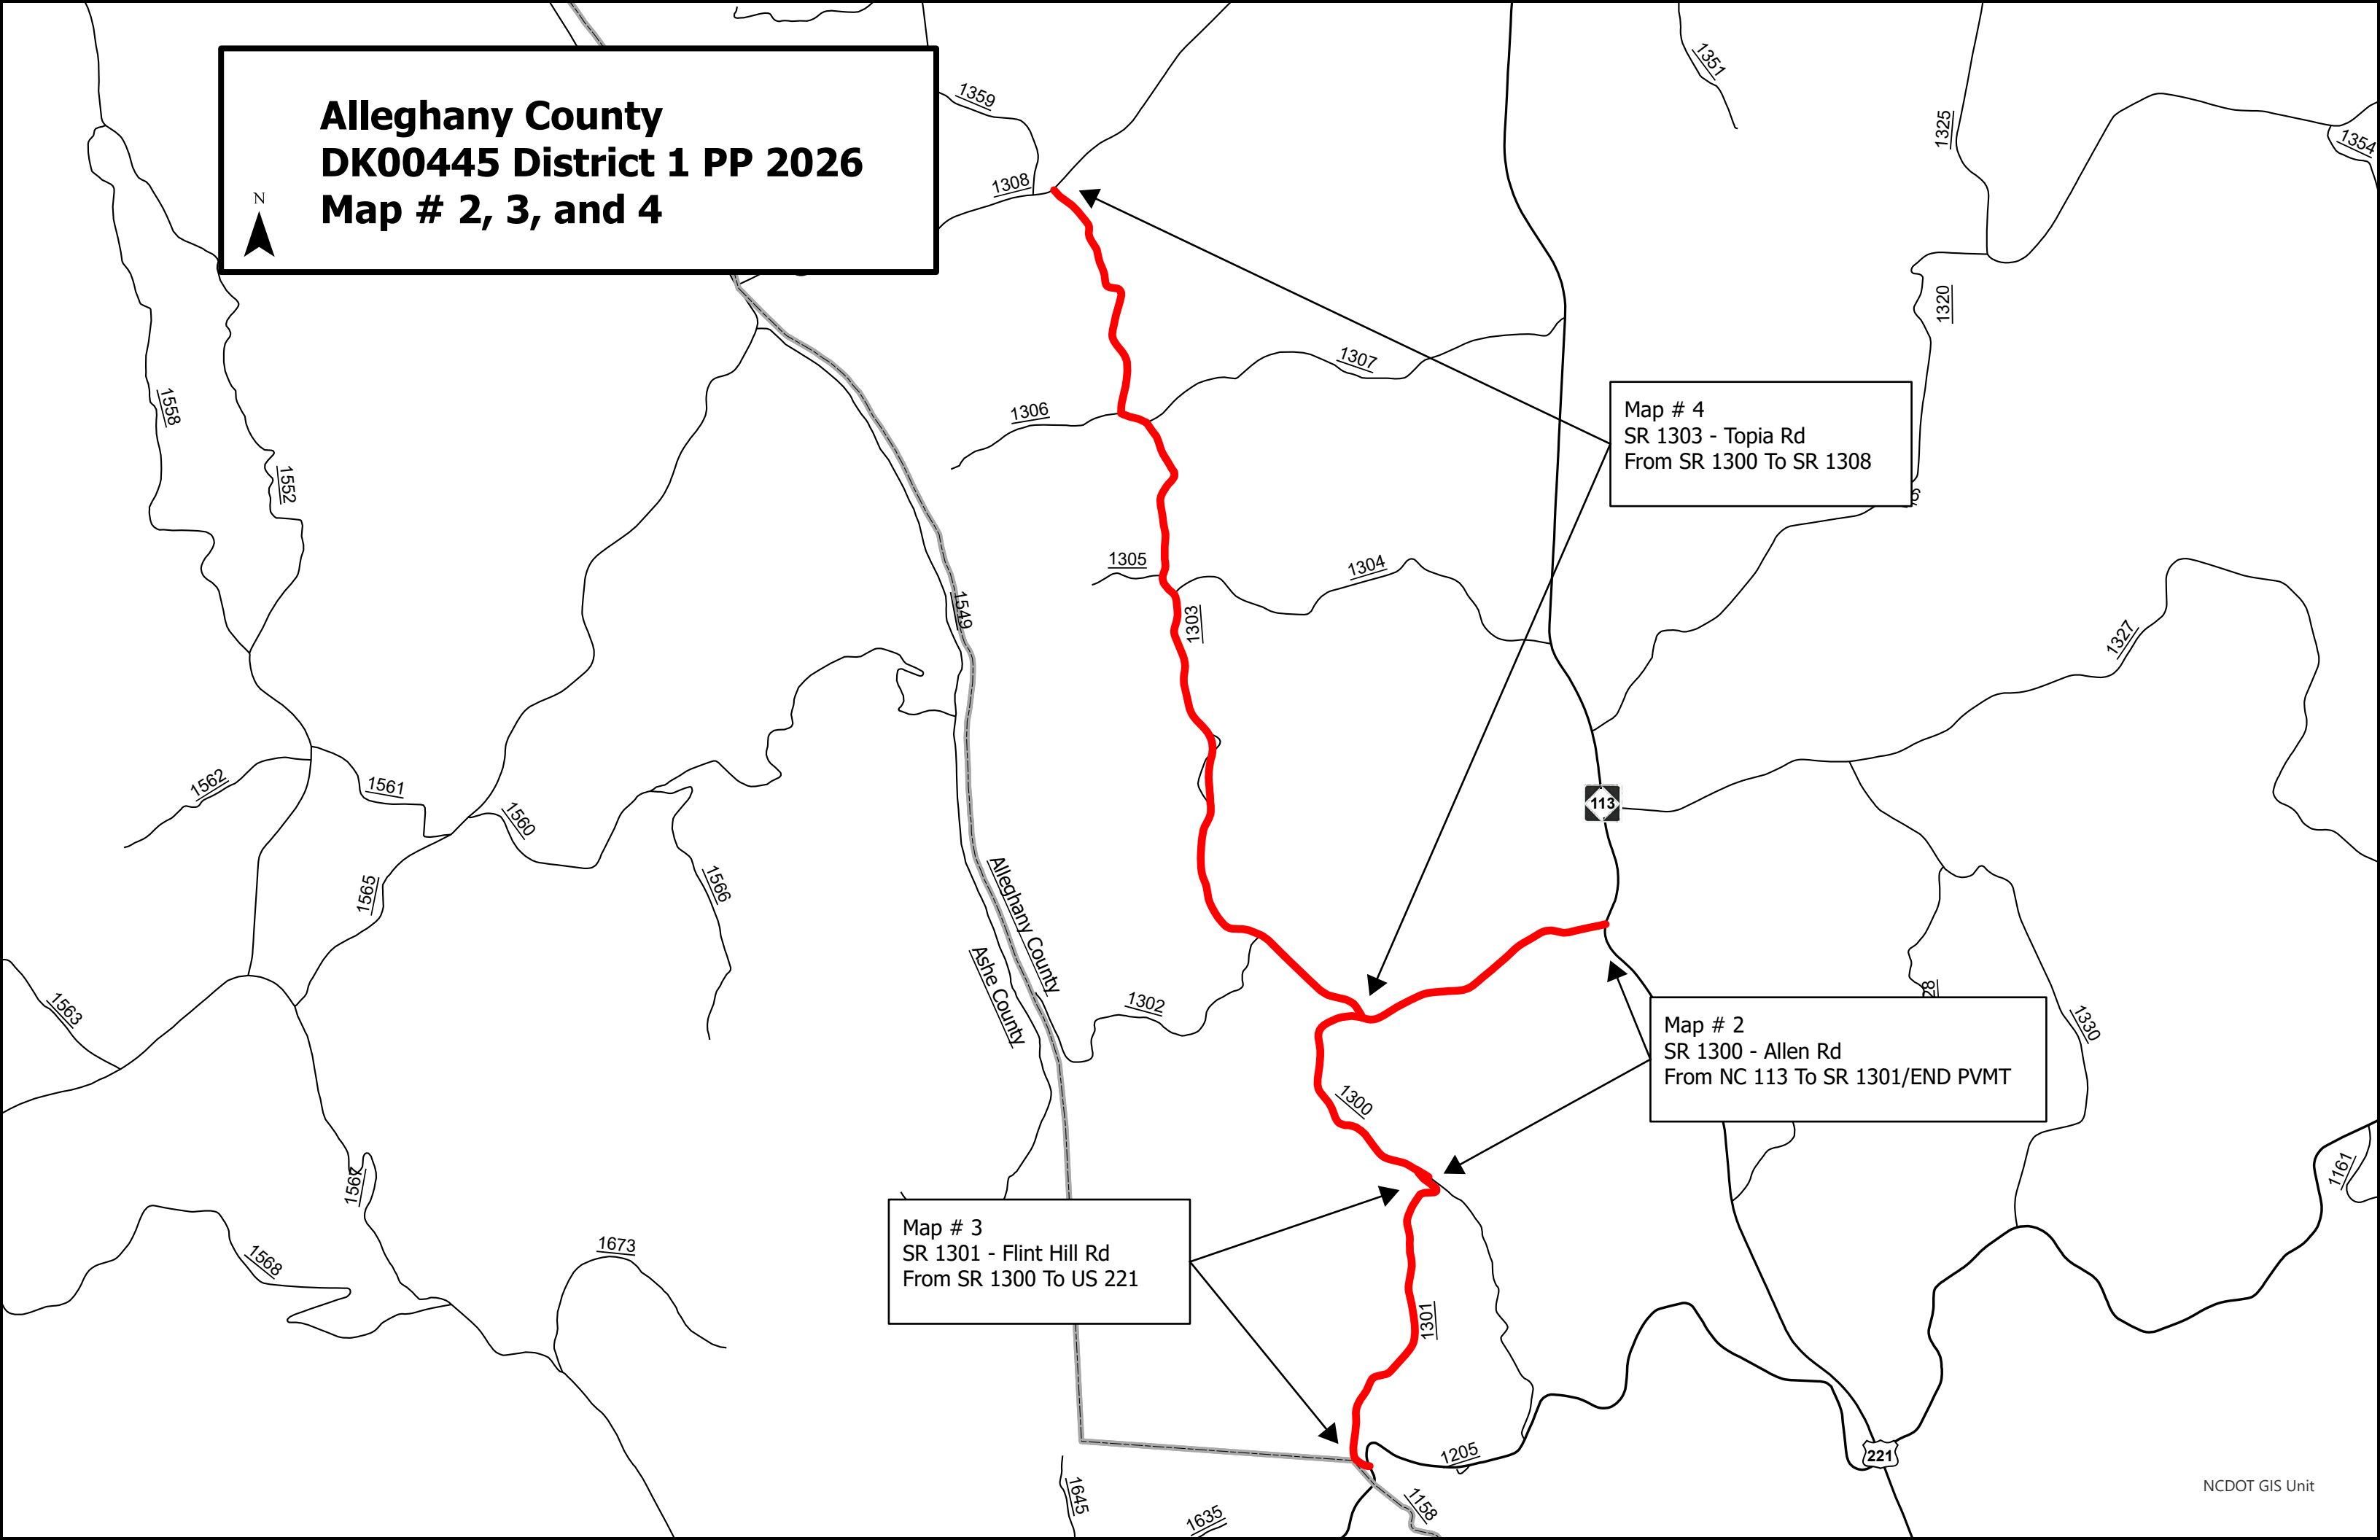 Alleghany County
DK00445 District 1 PP 2026
Map # 2, 3, and 4
N
1359
1308
1351
1325
1354
1320
1307
1306
1558
1552
Map # 4
SR 1303 - Topia Rd
From SR 1300 To SR 1308
6
1305
1304
1303
1549
1327
1562
1561
1560
113
1565
1566
Alleghany County
Ashe County
1302
1563
28
1330
Map # 2
SR 1300 - Allen Rd
From NC 113 To SR 1301/END PVMT
1300
1567
1161
Map # 3
SR 1301 - Flint Hill Rd
From SR 1300 To US 221
1568
1673
1301
1205
221
1645
1635
1158
NCDOT GIS Unit